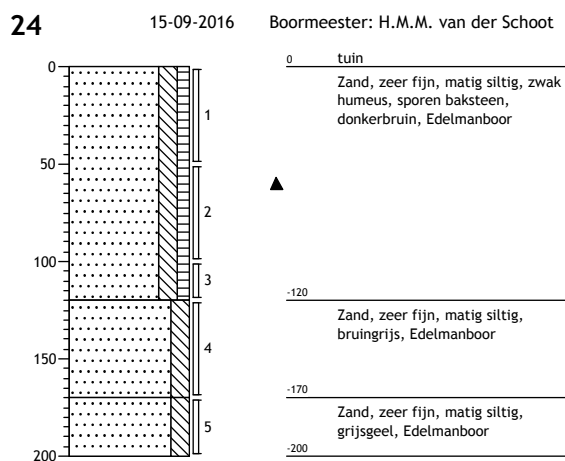 24 15-09-2016 Boormeester: H.M.M. van der Schoot
0
50
100
150
200
1
2
3
4
5
0 tuin
Zand, zeer fijn, matig siltig, zwak
humeus, sporen baksteen,
donkerbruin, Edelmanboor
-120
Zand, zeer fijn, matig siltig,
bruingrijs, Edelmanboor
-170
Zand, zeer fijn, matig siltig,
grijsgeel, Edelmanboor
-200